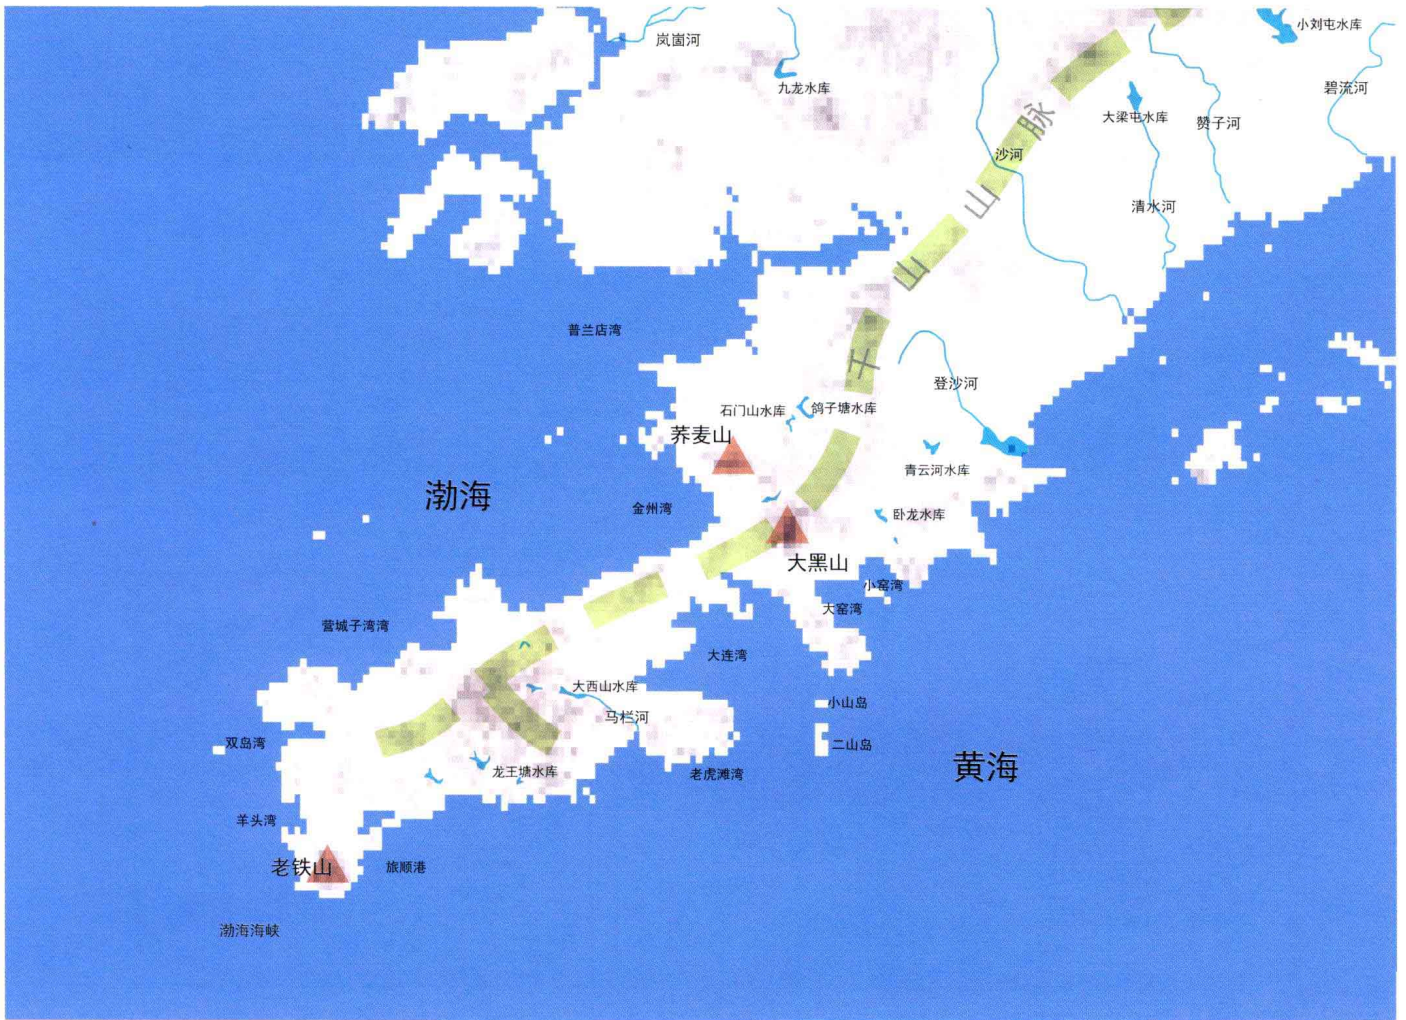 小刘屯水库
岚崮河
九龙水库
碧流河
大梁屯水库
赞子河
沙河
清水河
千山山脉
普兰店湾
登沙河
石门山水库
鸽子塘水库
荞麦山
青云河水库
渤海
金州湾
卧龙水库
大黑山
小窑湾
大窑湾
营城子湾湾
大连湾
大西山水库
小山岛
马栏河
双岛湾
二山岛
龙王塘水库
老虎滩湾
黄海
羊头湾
老铁山
旅顺港
渤海海峡